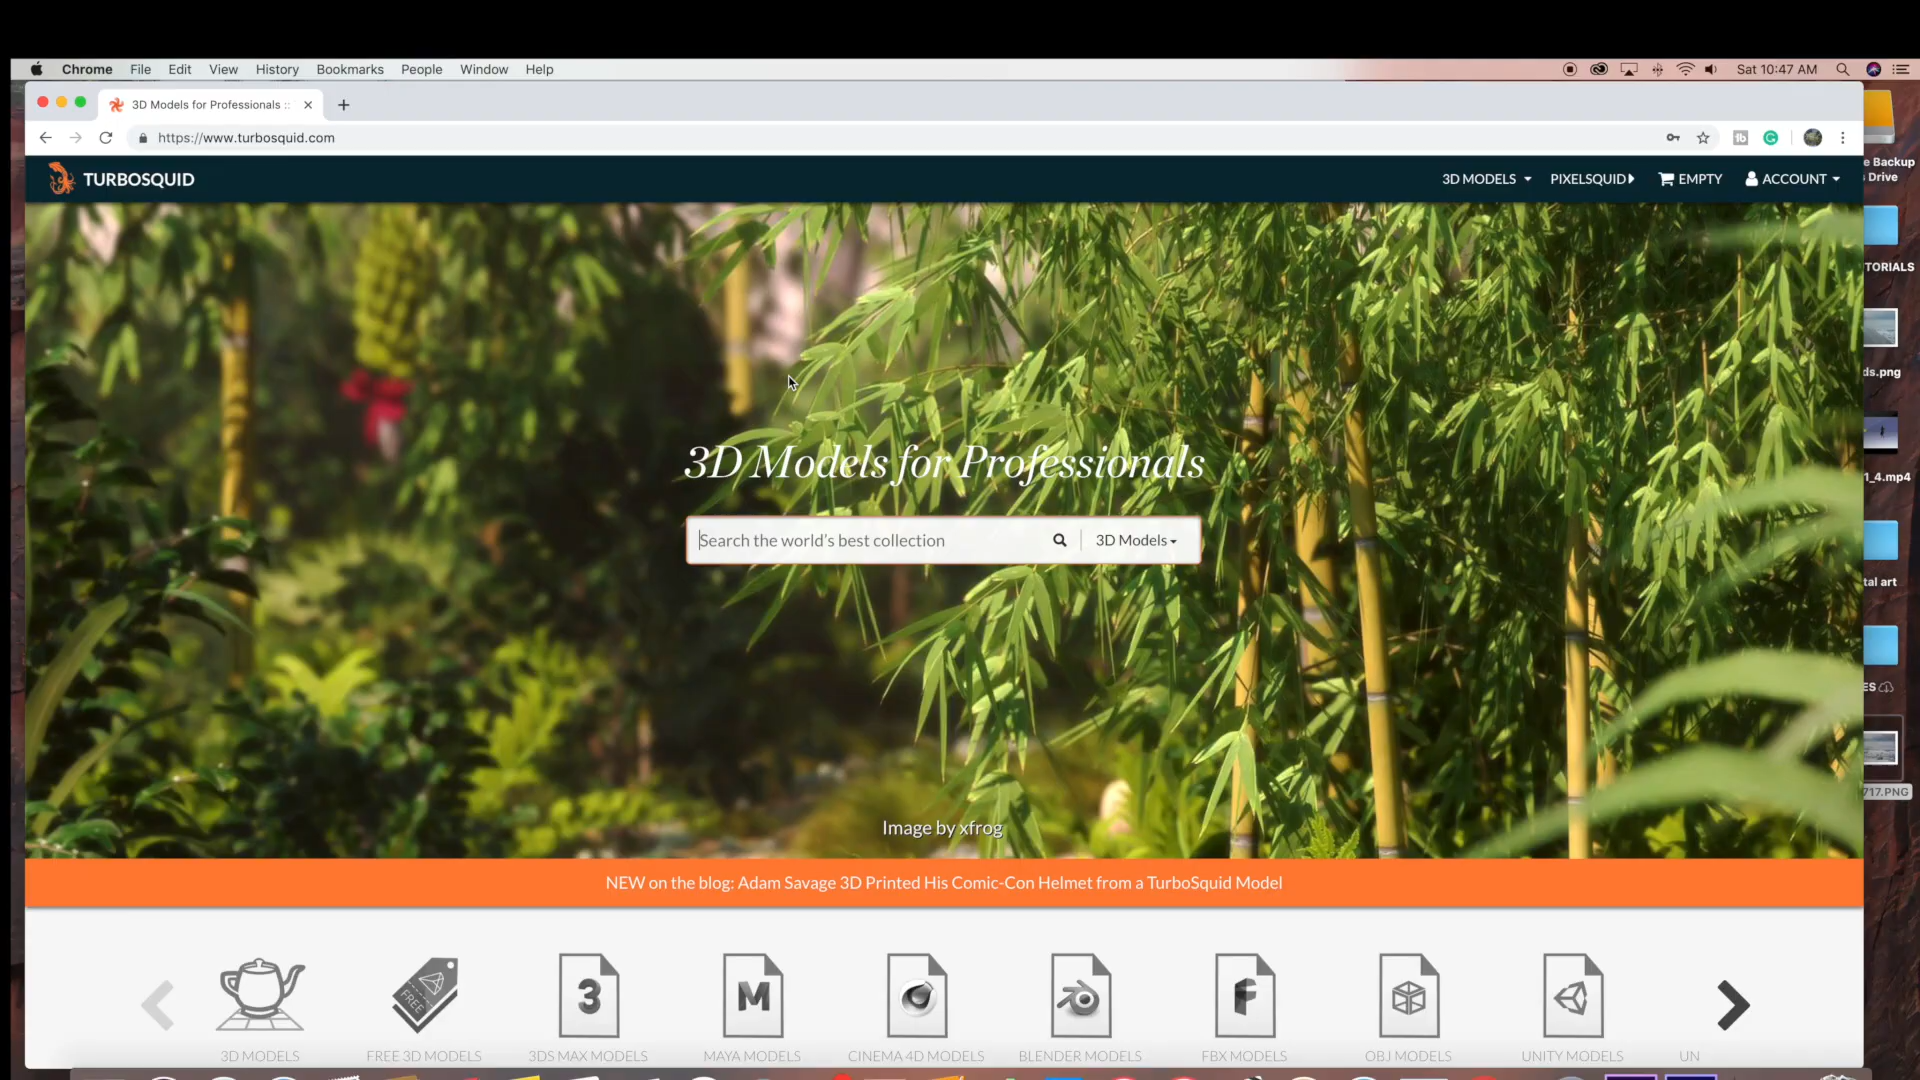 Chrome File Edit View History Bookmarks People Window Help Sat 10:47 AM
3D Models for Professionals ::
https://www.turbosquid.com
TURBOSQUID 3D MODELS PIXELSQUID EMPTY ACCOUNT
e Backup
Drive
TORIALS
ds.png
1_4.mp4
tal art
ES
717.PNG
3D Models for Professionals
Search the world's best collection 3D Models
Image by xfrog
NEW on the blog: Adam Savage 3D Printed His Comic-Con Helmet from a TurboSquid Model
FREE 3 M F
3D MODELS FREE 3D MODELS 3DS MAX MODELS MAYA MODELS CINEMA 4D MODELS BLENDER MODELS FBX MODELS OBJ MODELS UNITY MODELS UN